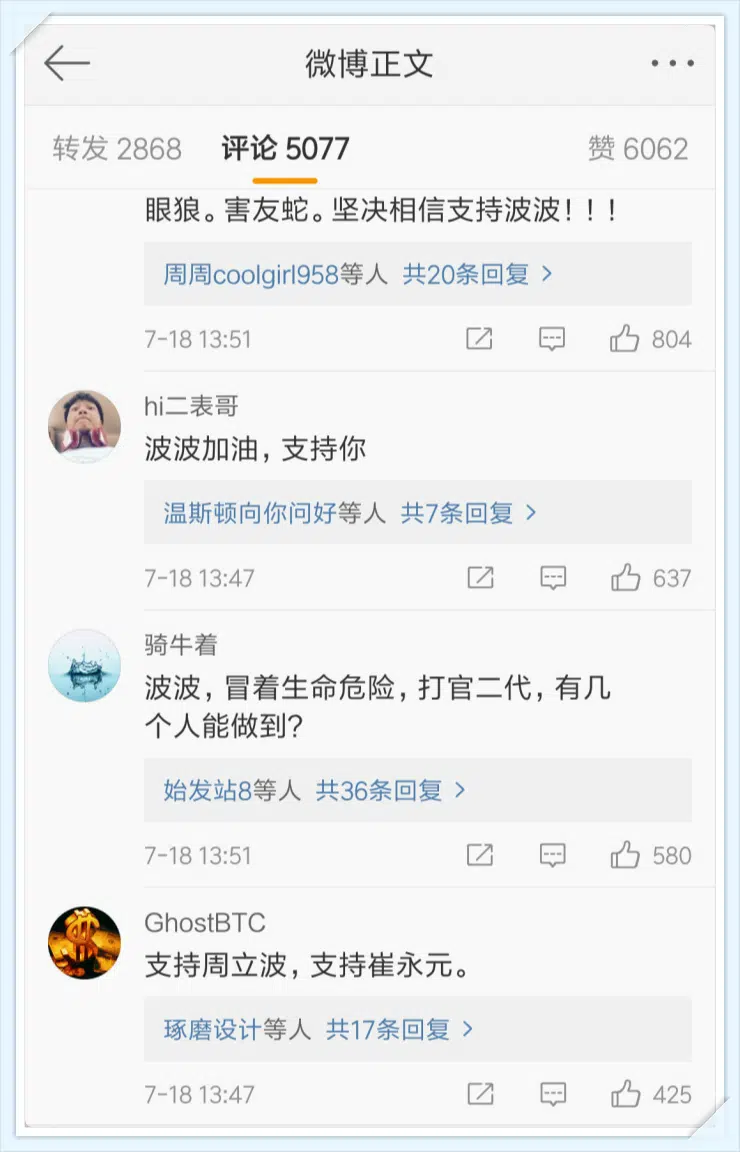 微博正文
转发 2868 评论 5077 赞 6062
眼狼。害友蛇。坚决相信支持波波！！！
周周coolgirl958等人 共20条回复
7-18 13:51 804
hi二表哥
波波加油，支持你
温斯顿向你问好等人 共7条回复
7-18 13:47 637
骑牛着
波波，冒着生命危险，打官二代，有几
个人能做到？
始发站8等人 共36条回复
7-18 13:51 580
GhostBTC
支持周立波，支持崔永元。
琢磨设计等人 共17条回复
7-18 13:47 425